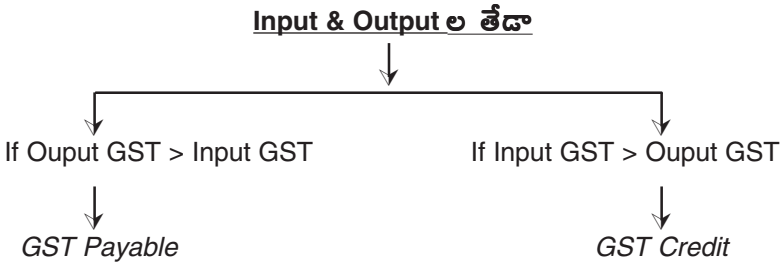 Input & Output ల తేడా
If Ouput GST > Input GST
If Input GST > Ouput GST
GST Payable
GST Credit